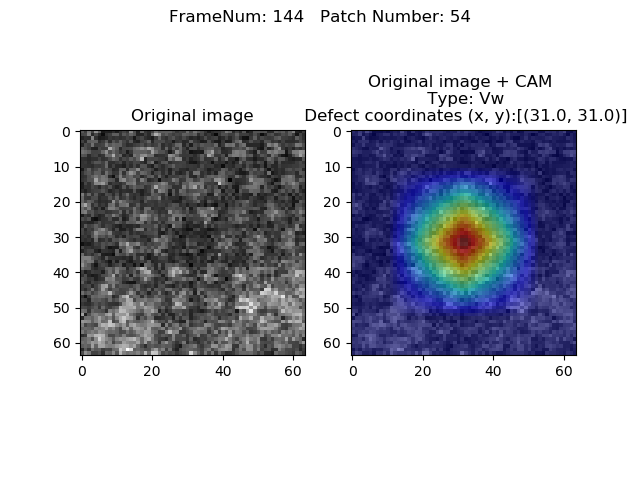 FrameNum: 144   Patch Number: 54
Original image
Original image + CAM
Type: Vw
Defect coordinates (x, y):[(31.0, 31.0)]
0
10
20
30
40
50
60
0 20 40 60
0
10
20
30
40
50
60
0 20 40 60